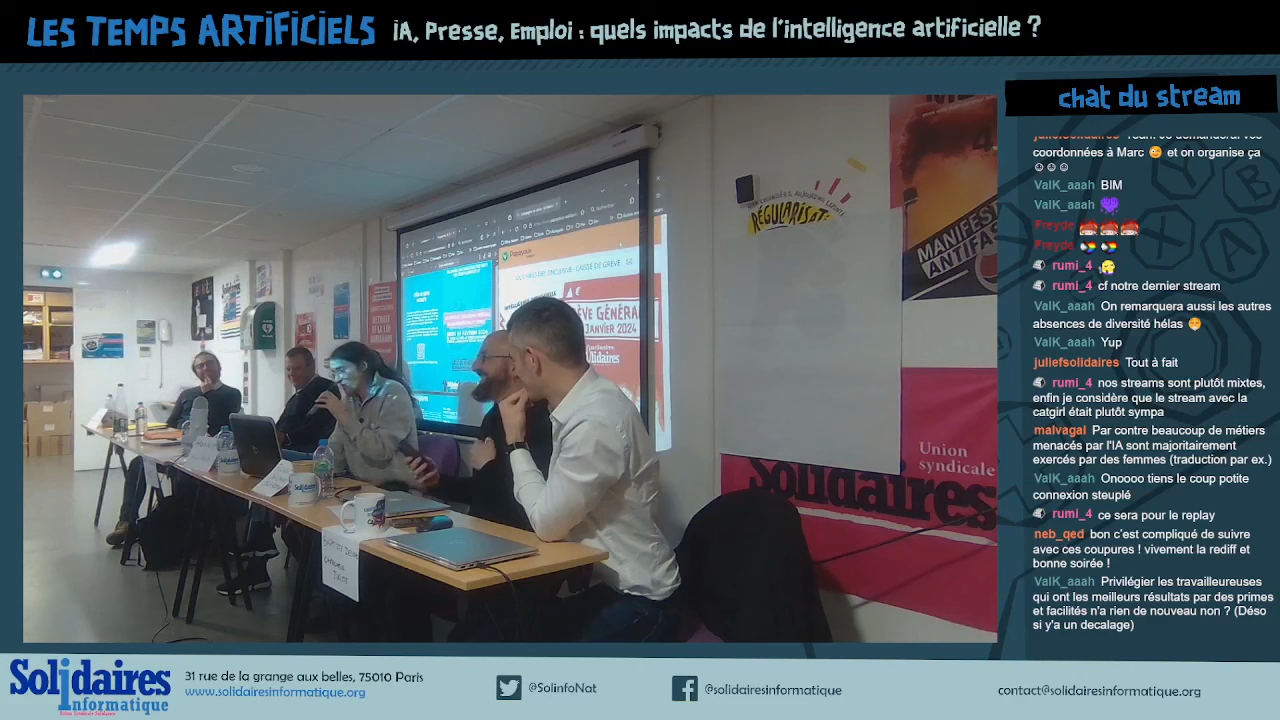 LES TEMPS ARTIFICIELS
IA, Presse, Emploi : quels impacts de l'intelligence artificielle ?
chat du stream
coordonnées à Marc 😉 et on organise ça
☺☺☺
ValK_aaah BIM
ValK_aaah 💜
Freyde
Freyde
rumi_4
rumi_4 cf notre dernier stream
ValK_aaah On remarquera aussi les autres
absences de diversité hélas
ValK_aaah Yup
juliefsolidaires Tout à fait
rumi_4 nos streams sont plutôt mixtes,
enfin je considère que le stream avec la
catgirl était plutôt sympa
malvagal Par contre beaucoup de métiers
menacés par l'IA sont majoritairement
exercés par des femmes (traduction par ex.)
ValK_aaah Onoooo tiens le coup potite
connexion steuplé
rumi_4 ce sera pour le replay
neb_qed bon c'est compliqué de suivre
avec ces coupures ! vivement la rediff et
bonne soirée !
ValK_aaah Privilégier les travailleureuses
qui ont les meilleurs résultats par des primes
et facilités n'a rien de nouveau non ? (Déso
si y'a un decalage)
RÉGULARISAT
MANIFEST
ANTIFAS
GRÈVE GÉNÉRAL
JANVIER 2024
Solidaires
Union
syndicale
Solidaires
Solidaires
Informatique
31 rue de la grange aux belles, 75010 Paris
www.solidairesinformatique.org
@SolinfoNat
@solidairesinformatique
contact@solidairesinformatique.org